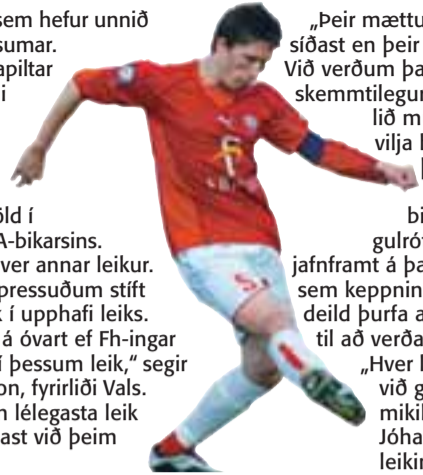 sem hefur unnið
sumar.
apiltar
i
öld í
A-bikarsins.
ver annar leikur.
pressuðum stíft
k í upphafi leiks.
á óvart ef Fh-ingar
í þessum leik,“ segir
on, fyrirliði Vals.
n lélegasta leik
ast við þeim
„Þeir mættu
síðast en þeir
Við verðum þa
skemmtilegur
lið m
vilja l
bi
gulrót
jafnframt á þa
sem keppnin
deild þurfa a
til að verða
„Hver l
við g
mikil
Jóha
leikin